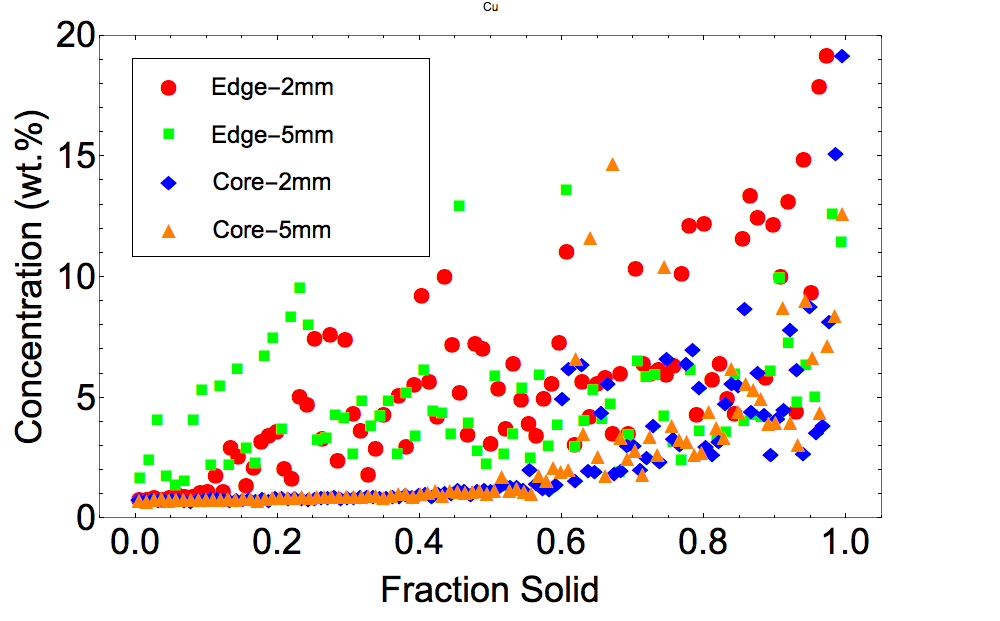 Cu
20
Edge–2mm
Edge–5mm
15
Core–2mm
Core–5mm
10
5
0
0.0 0.2 0.4 0.6 0.8 1.0
Fraction Solid
Concentration (wt.%)